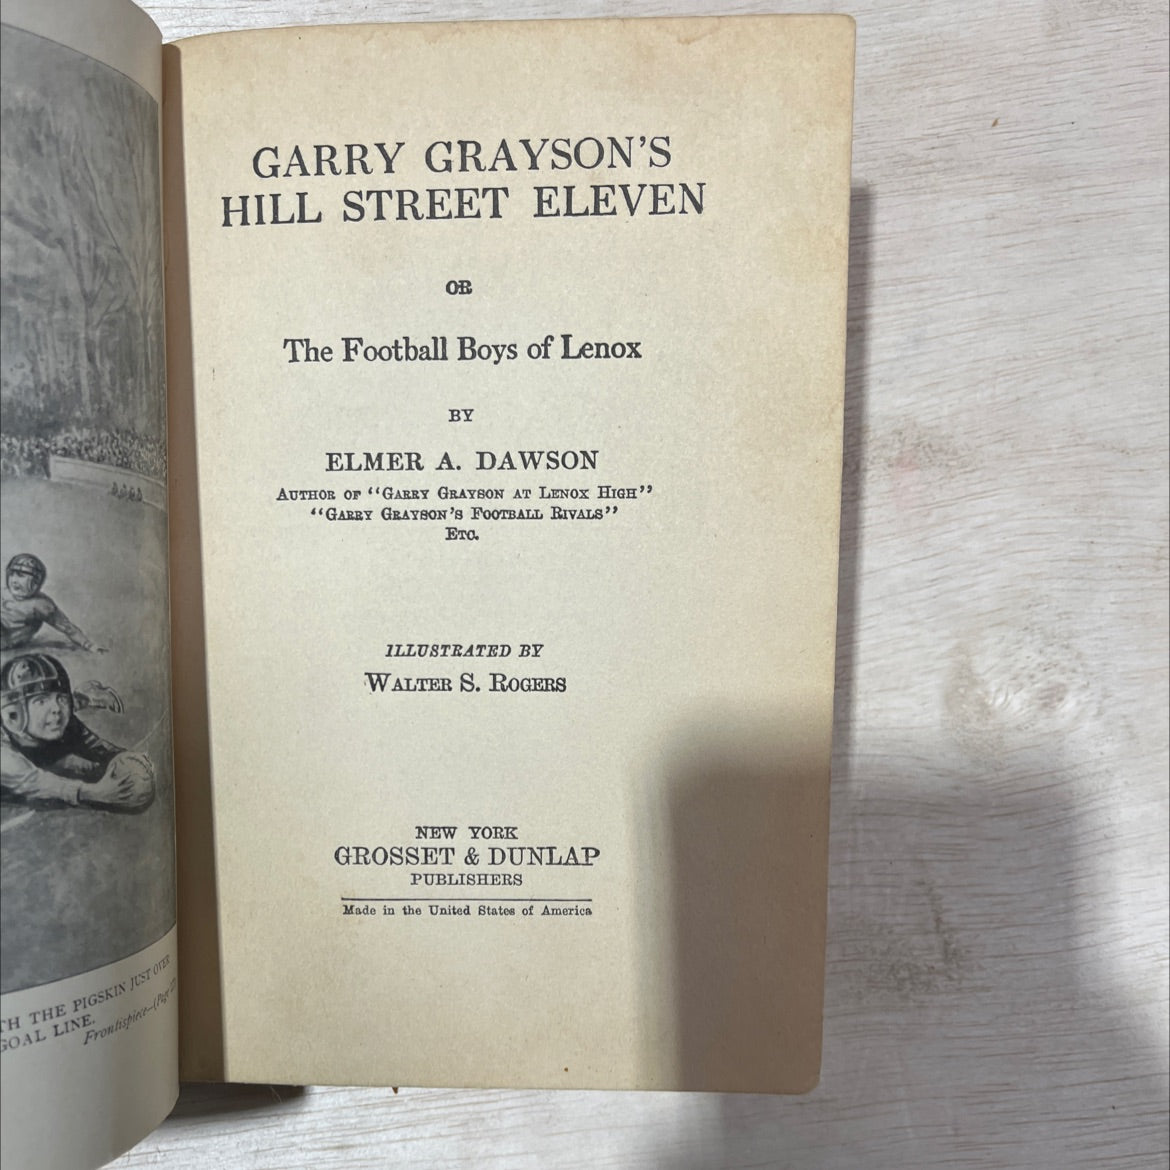 GARRY GRAYSON'S
HILL STREET ELEVEN
OR
The Football Boys of Lenox
BY
ELMER A. DAWSON
AUTHOR OF "GARRY GRAYSON AT LENOX HIGH"
"GARRY GRAYSON'S FOOTBALL RIVALS"
ETC.
ILLUSTRATED BY
WALTER S. ROGERS
NEW YORK
GROSSET & DUNLAP
PUBLISHERS
Made in the United States of America
THE PIGSKIN JUST OVER
GOAL LINE.
Frontispiece—(Page